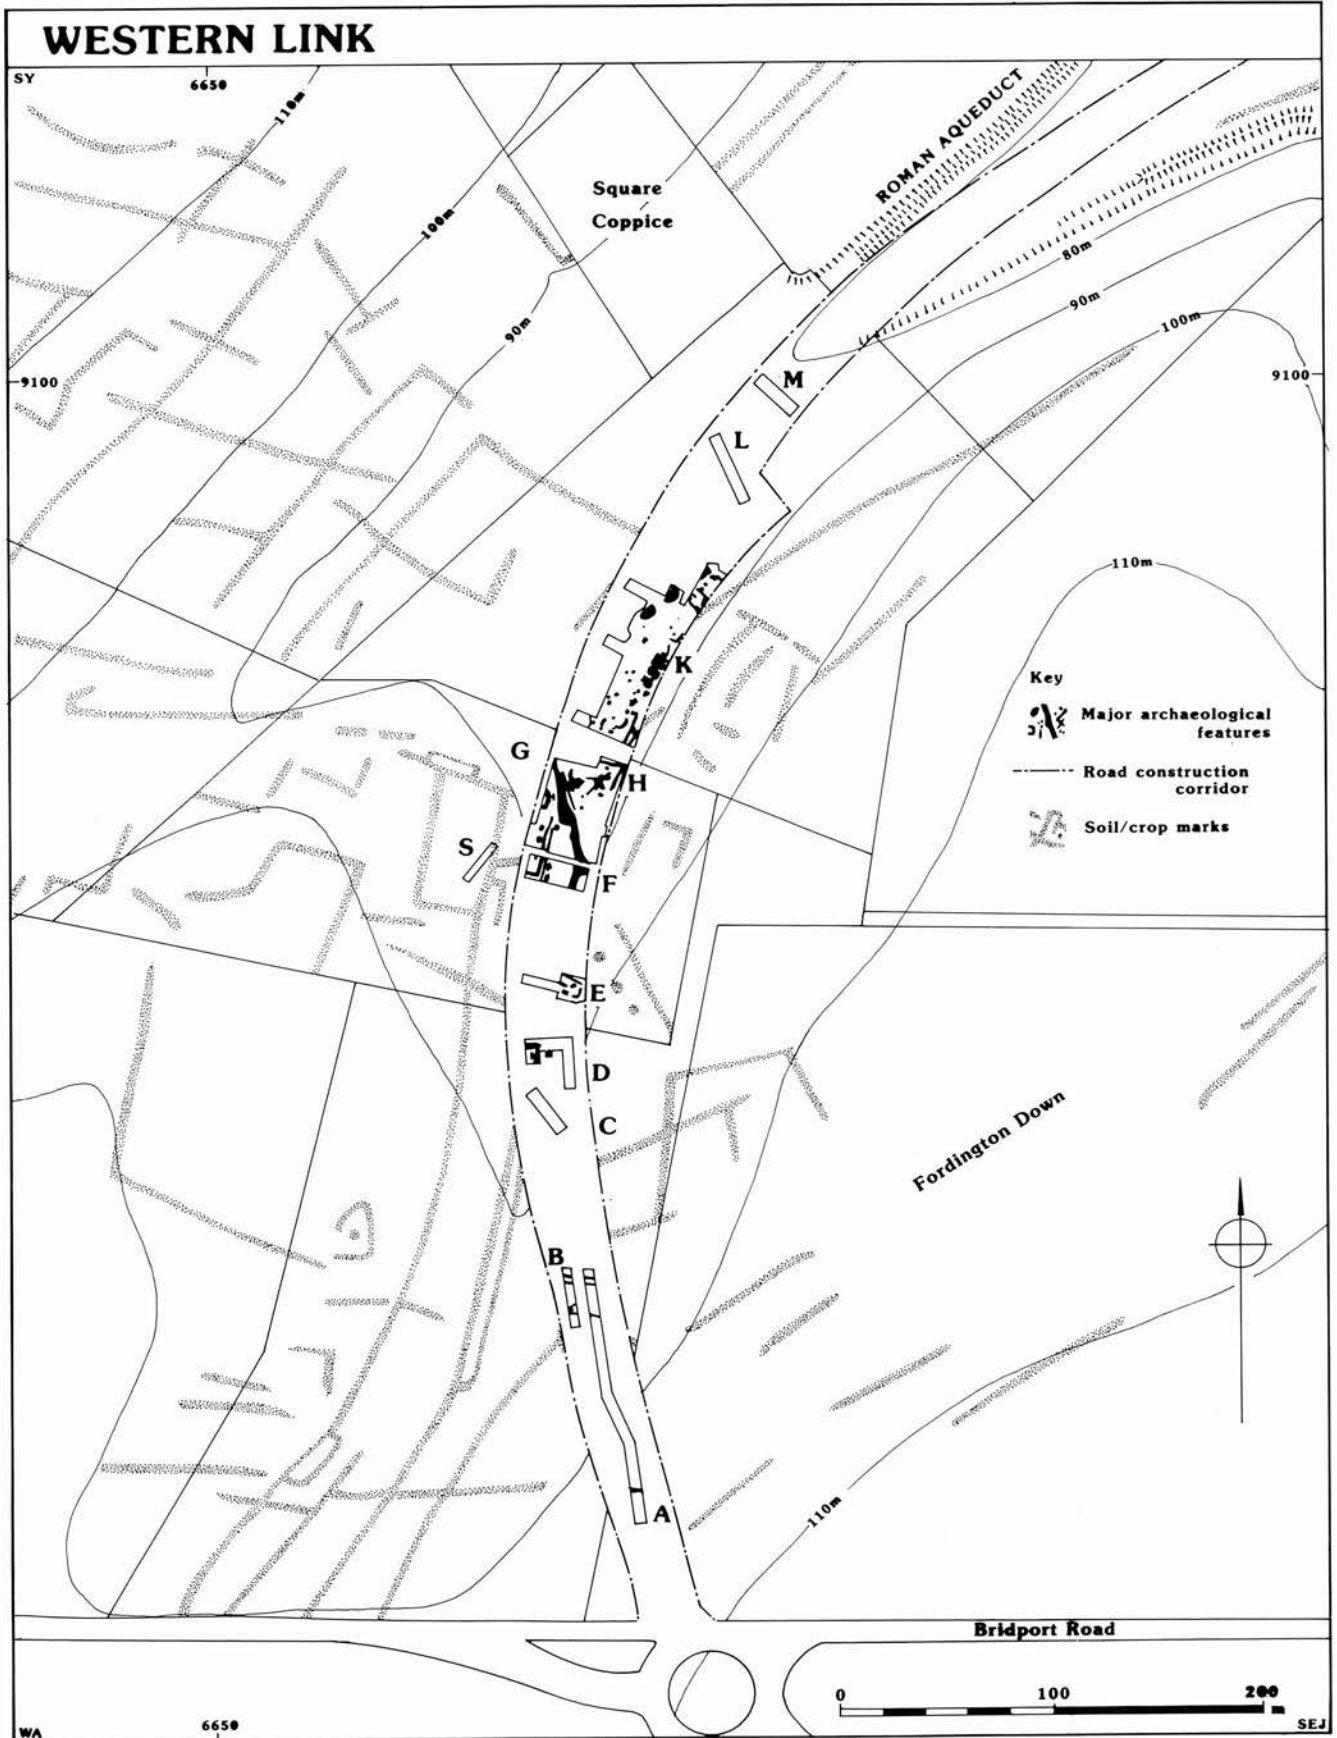 WESTERN LINK
SY
6650
110m
100m
90m
Square
Coppice
ROMAN AQUEDUCT
80m
90m
100m
9100
9100
M
L
110m
K
Key
Major archaeological
features
Road construction
corridor
Soil/crop marks
G
H
S
F
E
D
C
Fordington Down
B
A
110m
Bridport Road
0 100 200
m
WA
6650
SEJ